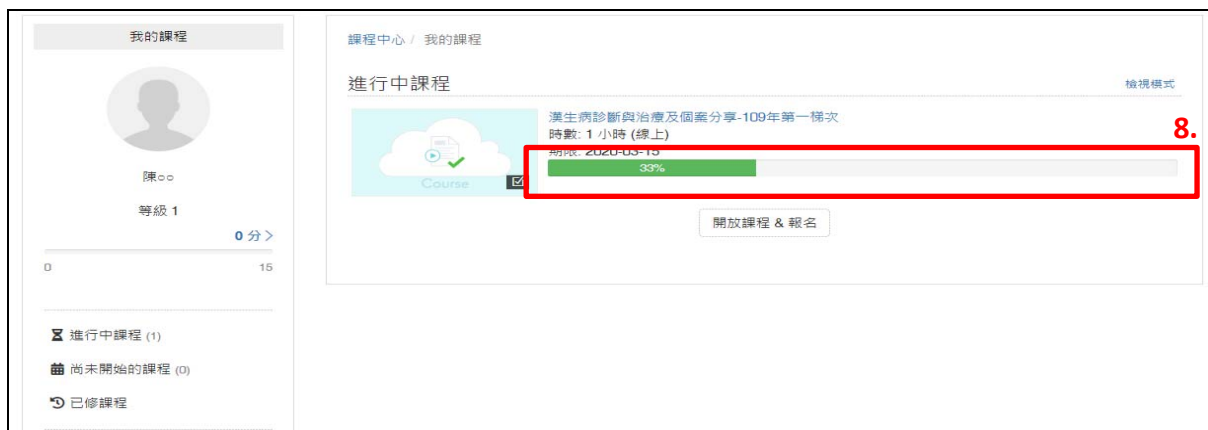 我的課程
陳○○
等級 1
0 分 >
0 15
進行中課程 (1)
尚未開始的課程 (0)
已修課程
課程中心 / 我的課程
進行中課程
檢視模式
Course
漢生病診斷與治療及個案分享-109年第一梯次
時數: 1 小時 (線上)
期限: 2020-03-15
8.
33%
開放課程 & 報名